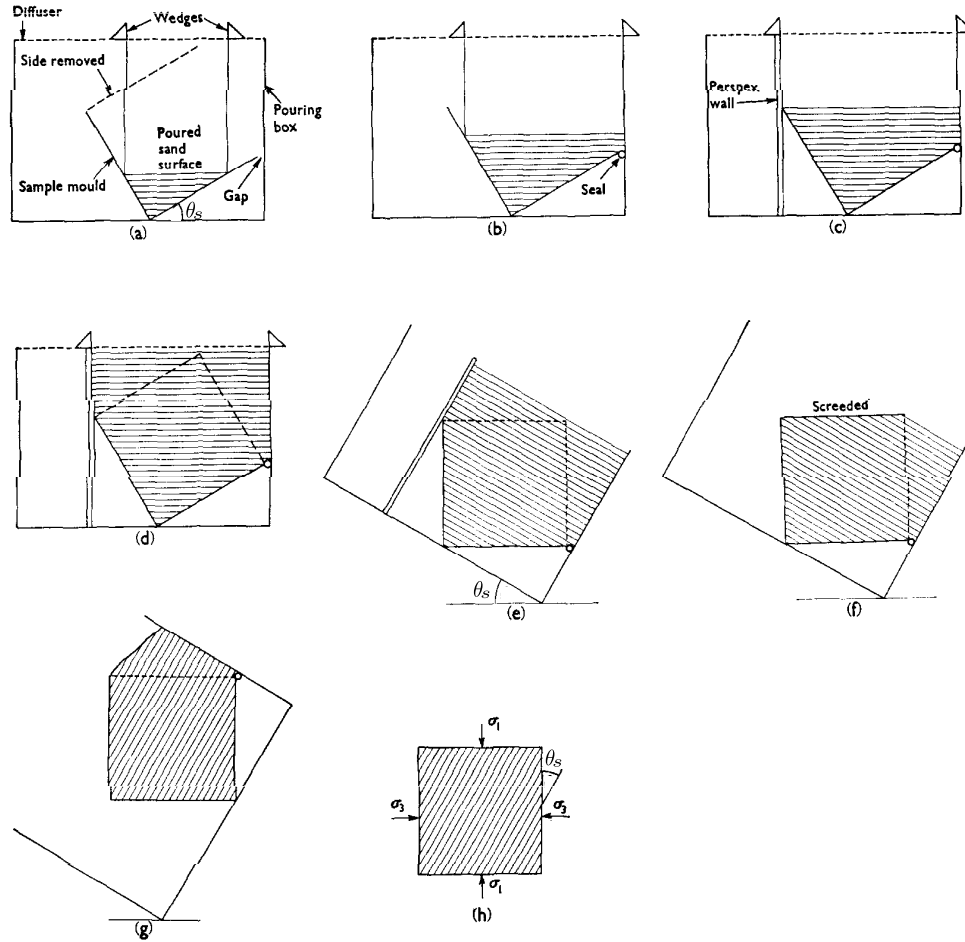 Diffuser
Wedges
Side removed
Perspex
wall
Pouring
box
Poured
sand
surface
Sample mould
Gap
Seal
θs
(a)
(b)
(c)
Screeded
(d)
θs
(e)
(f)
σ1
θs
σ3
σ3
σ1
(g)
(h)